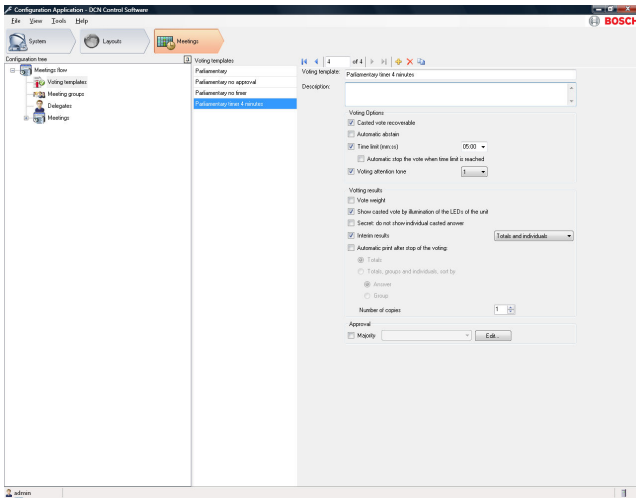 Configuration Application - DCN Control Software
File View Tools Help
BOSCH
System Layouts Meetings
Configuration tree
Meetings flow
Voting templates
Meeting groups
Delegates
Meetings
Voting templates
Parliamentary
Parliamentary no approval
Parliamentary no timer
Parliamentary timer 4 minutes
4 of 4
Voting template: Parliamentary timer 4 minutes
Description:
Voting Options
Casted vote recoverable
Automatic abstain
Time limit (mm:ss) 05:00
Automatic stop the vote when time limit is reached
Voting attention tone 1
Voting results
Vote weight
Show casted vote by illumination of the LEDs of the unit
Secret: do not show individual casted answer
Interim results Totals and individuals
Automatic print after stop of the voting:
Totals
Totals, groups and individuals, sort by:
Answer
Group
Number of copies 1
Approval
Majority Edit...
admin